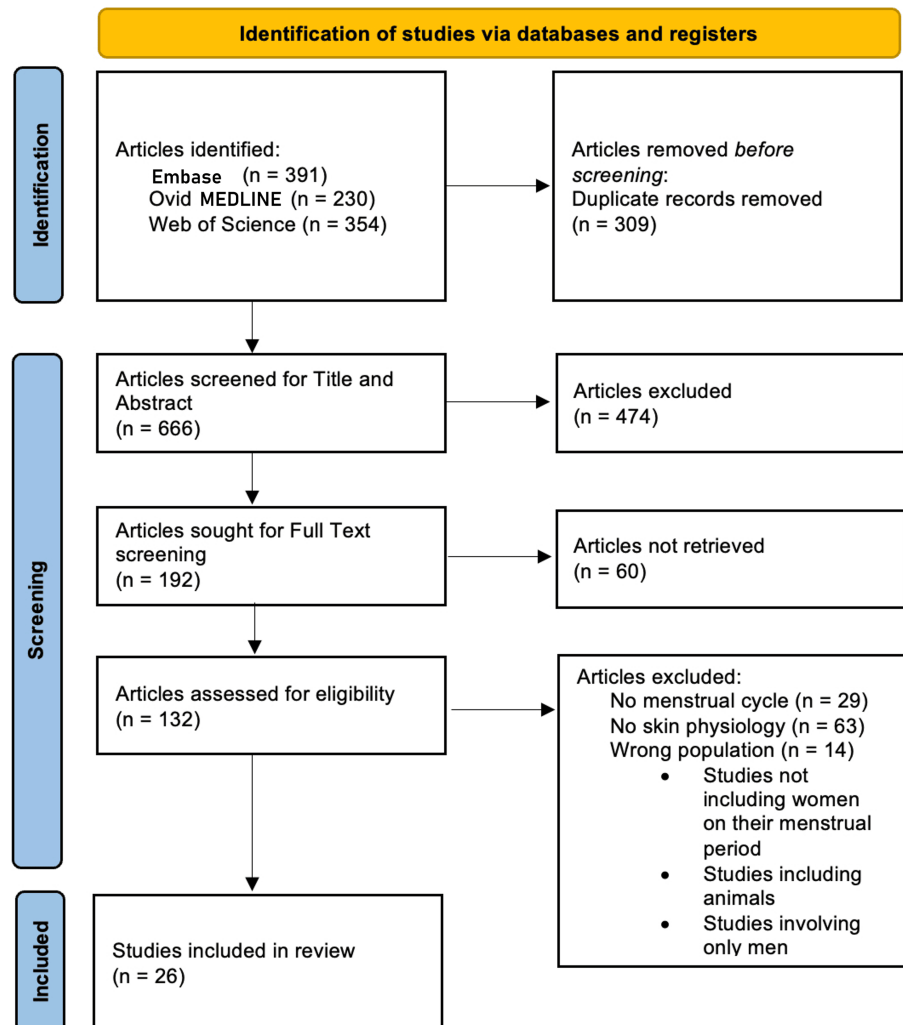 Identification of studies via databases and registers
Identification
Articles identified:
Embase (n = 391)
Ovid MEDLINE (n = 230)
Web of Science (n = 354)
Articles removed before
screening:
Duplicate records removed
(n = 309)
Screening
Articles screened for Title and
Abstract
(n = 666)
Articles excluded
(n = 474)
Articles sought for Full Text
screening
(n = 192)
Articles not retrieved
(n = 60)
Articles assessed for eligibility
(n = 132)
Articles excluded:
No menstrual cycle (n = 29)
No skin physiology (n = 63)
Wrong population (n = 14)
• Studies not
including women
on their menstrual
period
• Studies including
animals
• Studies involving
only men
Included
Studies included in review
(n = 26)